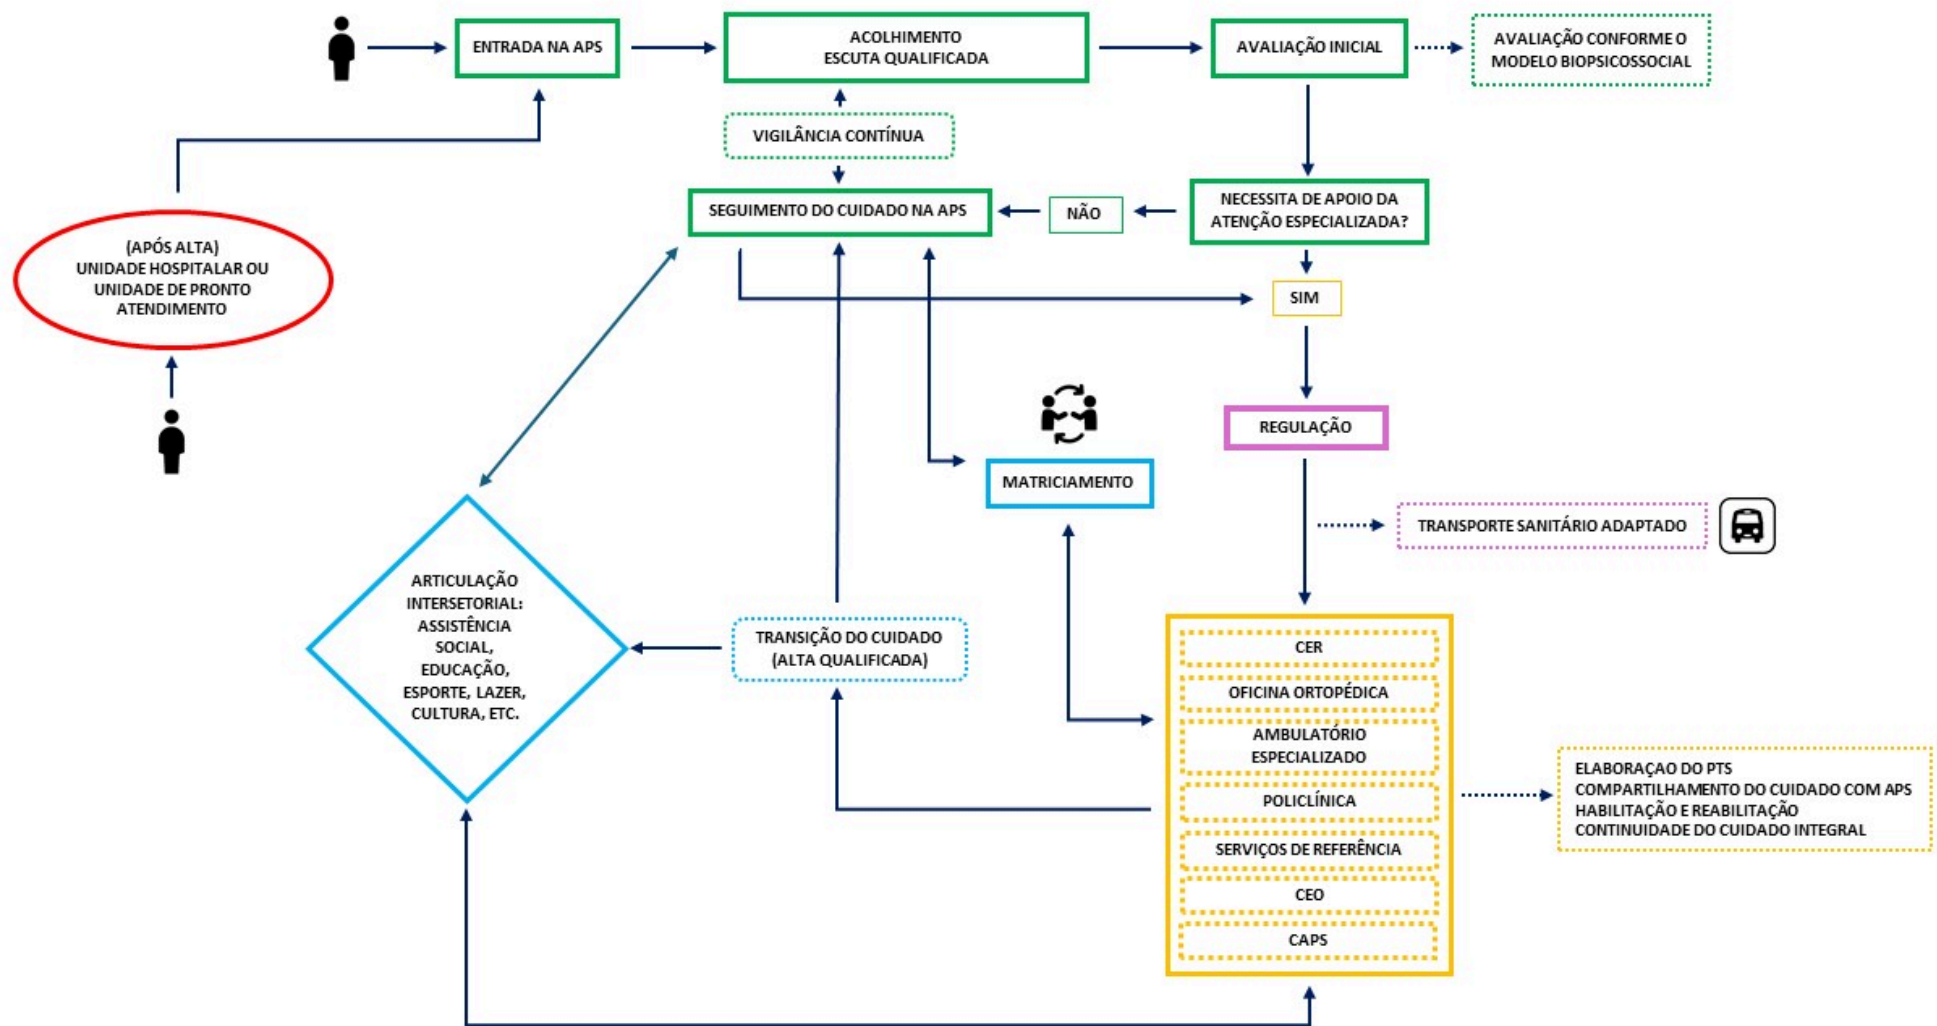 ENTRADA NA APS
ACOLHIMENTO
ESCUTA QUALIFICADA
AVALIAÇÃO INICIAL
AVALIAÇÃO CONFORME O
MODELO BIOPSICOSSOCIAL
VIGILÂNCIA CONTÍNUA
SEGUIMENTO DO CUIDADO NA APS
NÃO
NECESSITA DE APOIO DA
ATENÇÃO ESPECIALIZADA?
(APÓS ALTA)
UNIDADE HOSPITALAR OU
UNIDADE DE PRONTO
ATENDIMENTO
SIM
REGULAÇÃO
MATRICIAMENTO
TRANSPORTE SANITÁRIO ADAPTADO
ARTICULAÇÃO
INTERSETORIAL:
ASSISTÊNCIA
SOCIAL,
EDUCAÇÃO,
ESPORTE, LAZER,
CULTURA, ETC.
TRANSIÇÃO DO CUIDADO
(ALTA QUALIFICADA)
CER
OFICINA ORTOPÉDICA
AMBULATÓRIO
ESPECIALIZADO
POLICLÍNICA
SERVIÇOS DE REFERÊNCIA
CEO
CAPS
ELABORAÇAO DO PTS
COMPARTILHAMENTO DO CUIDADO COM APS
HABILITAÇÃO E REABILITAÇÃO
CONTINUIDADE DO CUIDADO INTEGRAL